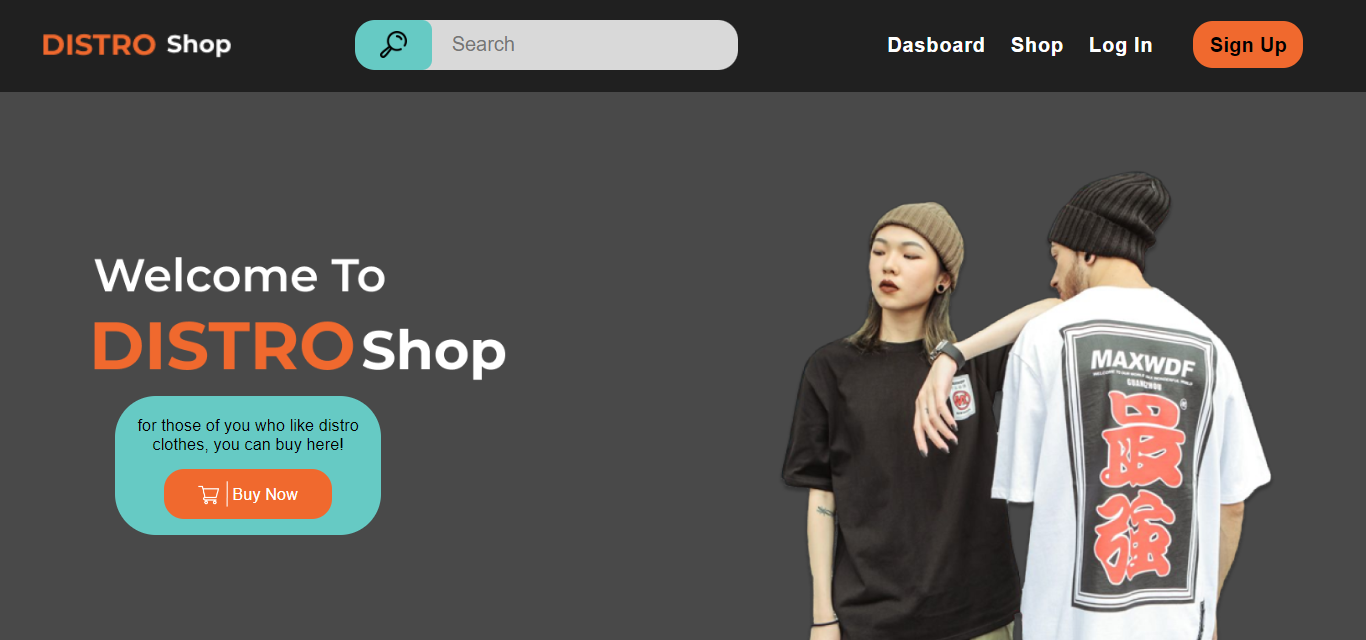 DISTRO Shop
Search
Dasboard Shop Log In Sign Up
Welcome To
DISTRO Shop
for those of you who like distro
clothes, you can buy here!
Buy Now
MAXWDF
GUANZHOU
最
強